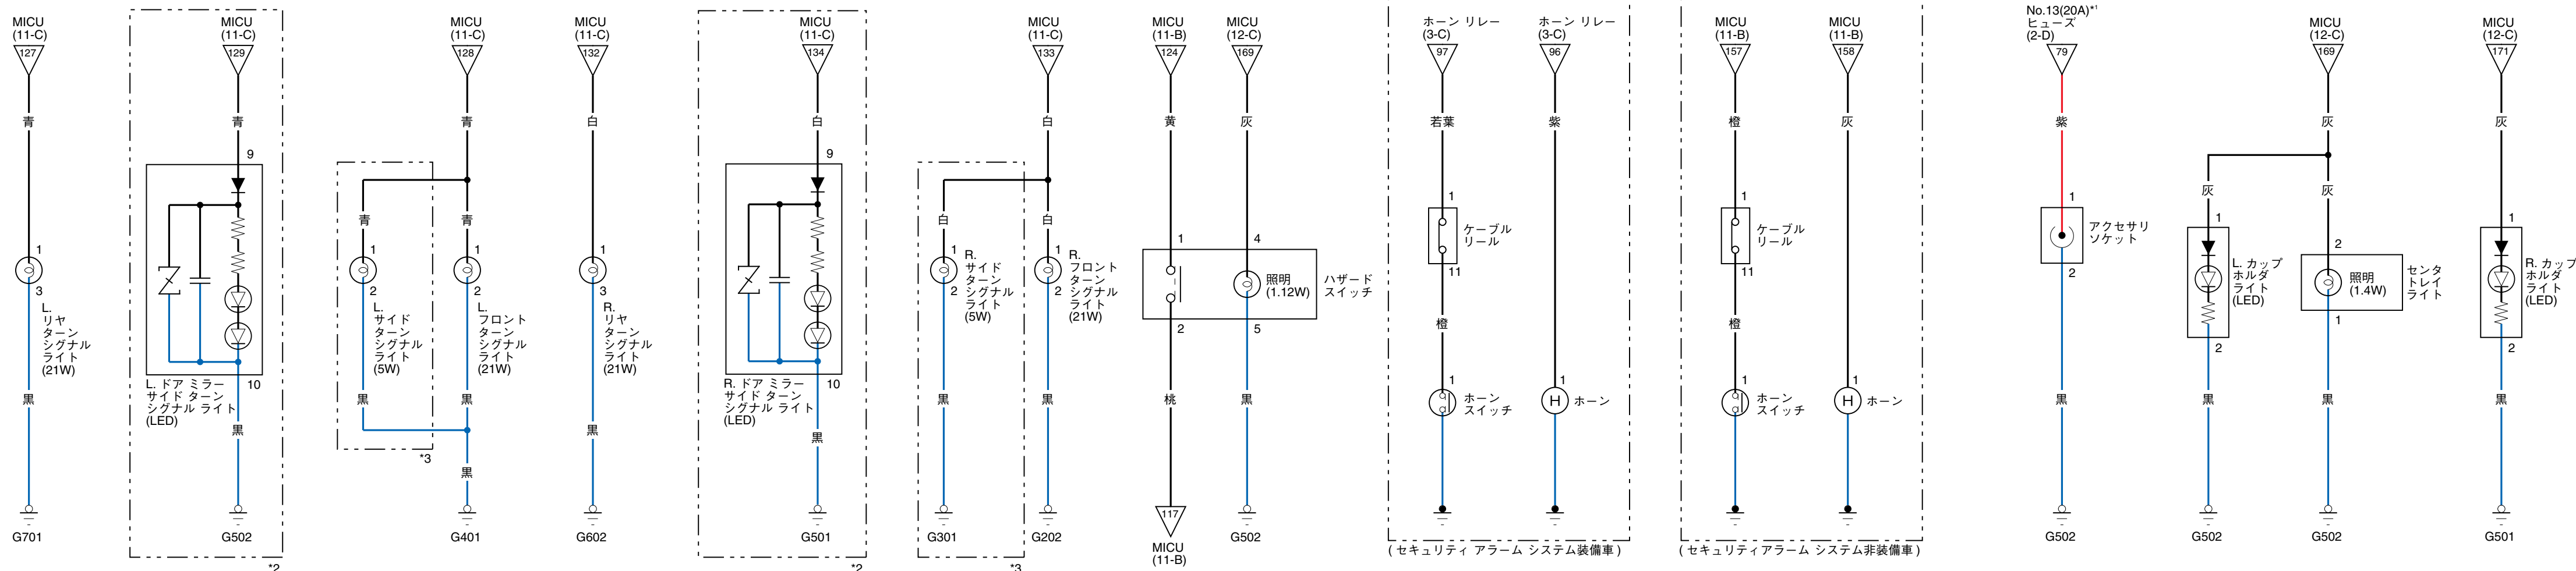 MICU
(11-C)
127
青
1
3
L.
リヤ
ターン
シグナル
ライト
(21W)
黒
G701
MICU
(11-C)
129
青
9
10
L. ドア ミラー
サイド ターン
シグナル ライト
(LED)
黒
G502
*2
MICU
(11-C)
128
青
青
青
1
2
L.
サイド
ターン
シグナル
ライト
(5W)
黒
*3
1
2
L.
フロント
ターン
シグナル
ライト
(21W)
黒
黒
G401
MICU
(11-C)
132
白
1
3
R.
リヤ
ターン
シグナル
ライト
(21W)
黒
G602
MICU
(11-C)
134
白
9
10
R. ドア ミラー
サイド ターン
シグナル ライト
(LED)
黒
G501
*2
MICU
(11-C)
133
白
白
白
1
2
R.
サイド
ターン
シグナル
ライト
(5W)
黒
G301
*3
1
2
R.
フロント
ターン
シグナル
ライト
(21W)
黒
G202
MICU
(11-B)
124
黄
1
2
桃
117
MICU
(11-B)
MICU
(12-C)
169
灰
4
照明
(1.12W)
5
ハザード
スイッチ
黒
G502
ホーン リレー
(3-C)
97
若葉
1
ケーブル
リール
11
橙
1
ホーン
スイッチ
ホーン リレー
(3-C)
96
紫
1
H
ホーン
( セキュリティ アラーム システム装備車 )
MICU
(11-B)
157
橙
1
ケーブル
リール
11
橙
1
ホーン
スイッチ
MICU
(11-B)
158
灰
1
H
ホーン
( セキュリティアラーム システム非装備車 )
No.13(20A)*1
ヒューズ
(2-D)
79
紫
1
アクセサリ
ソケット
2
黒
G502
MICU
(12-C)
169
灰
灰
灰
1
L. カップ
ホルダ
ライト
(LED)
2
黒
G502
2
照明
(1.4W)
1
センタ
トレイ
ライト
黒
G502
MICU
(12-C)
171
灰
1
R. カップ
ホルダ
ライト
(LED)
2
黒
G501